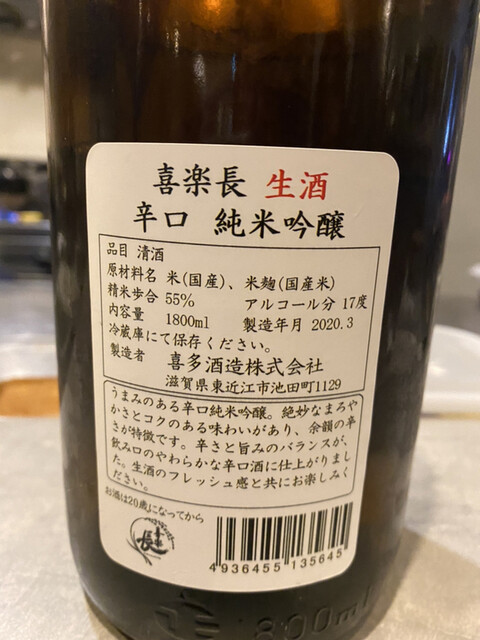 喜楽長 生酒
辛口 純米吟醸
品目 清酒
原材料名 米(国産)、米麹(国産米)
精米歩合 55% アルコール分 17度
内容量 1800ml 製造年月 2020.3
冷蔵庫にて保存ください。
製造者 喜多酒造株式会社
滋賀県東近江市池田町1129
うまみのある辛口純米吟醸。絶妙なまろや
かさとコクのある味わいがあり、余韻の辛
さが特徴です。辛さと旨みのバランスが、
飲み口のやわらかな辛口酒に仕上がりまし
た。生酒のフレッシュ感と共にお楽しみく
ださい。
お酒は20歳になってから
4936455 135645
1800ml